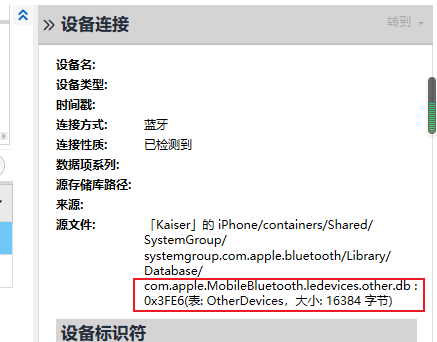 设备连接
转到
设备名:
设备类型:
时间戳:
连接方式: 蓝牙
连接性质: 已检测到
数据项系列:
源存储库路径:
来源:
源文件: 「Kaiser」的 iPhone/containers/Shared/
SystemGroup/
systemgroup.com.apple.bluetooth/Library/
Database/
com.apple.MobileBluetooth.ledevices.other.db :
0x3FE6(表: OtherDevices，大小: 16384 字节)
设备标识符